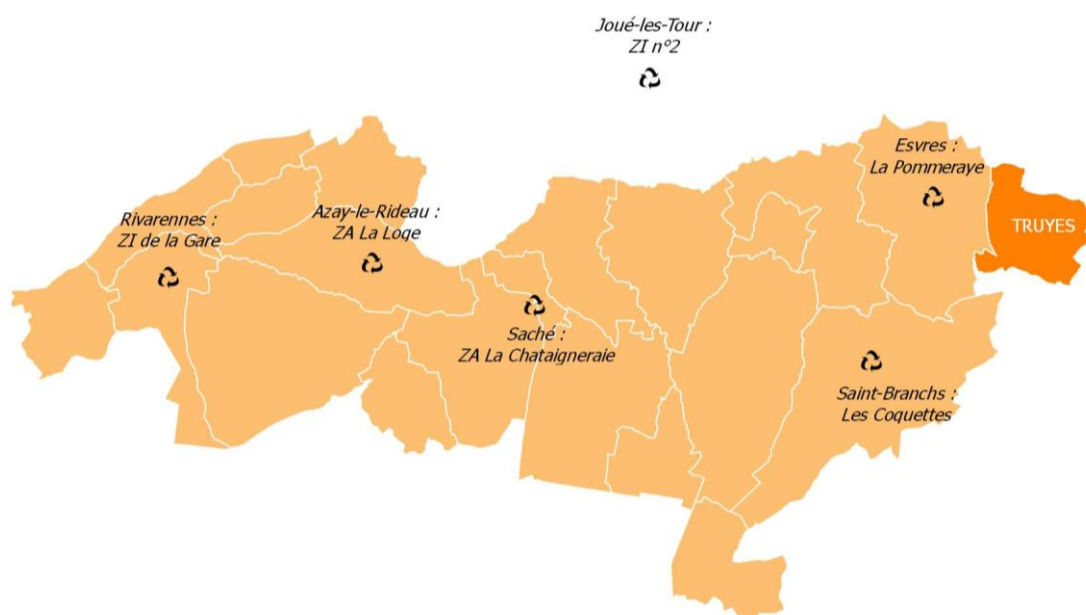 Joué-les-Tour :
ZI n°2
Esvres :
La Pommeraye
Rivarennes :
ZI de la Gare
Azay-le-Rideau :
ZA La Loge
TRUYES
Saché :
ZA La Chataigneraie
Saint-Branchs :
Les Coquettes